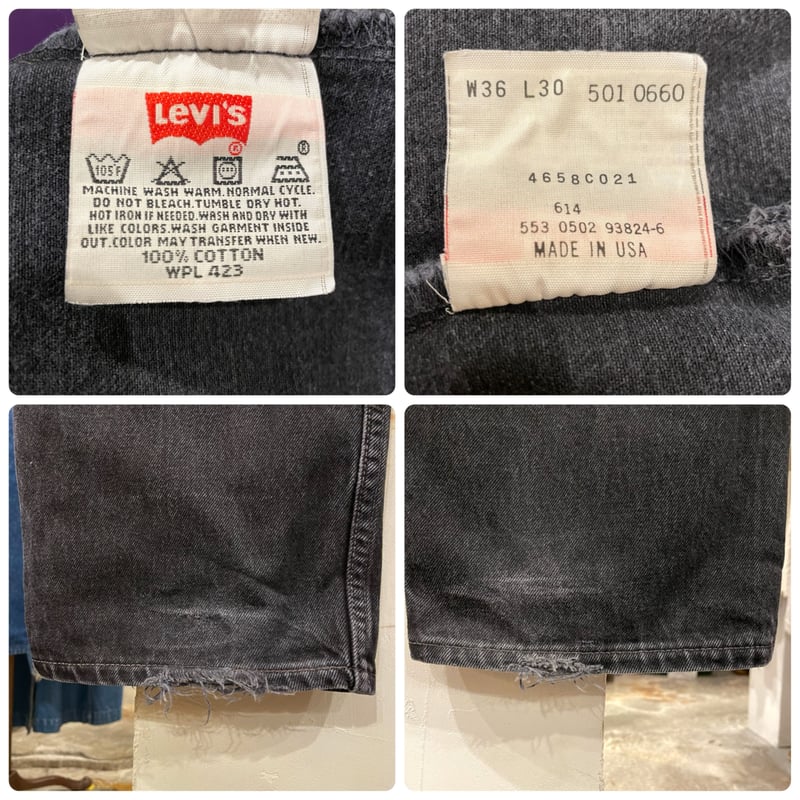 LEVI'S
®
105F
®
MACHINE WASH WARM.NORMAL CYCLE.
DO NOT BLEACH.TUMBLE DRY HOT.
HOT IRON IF NEEDED.WASH AND DRY WITH
LIKE COLORS.WASH GARMENT INSIDE
OUT.COLOR MAY TRANSFER WHEN NEW.
100% COTTON
WPL 423
W36 L30 501 0660
4658C021
614
553 0502 93824-6
MADE IN USA